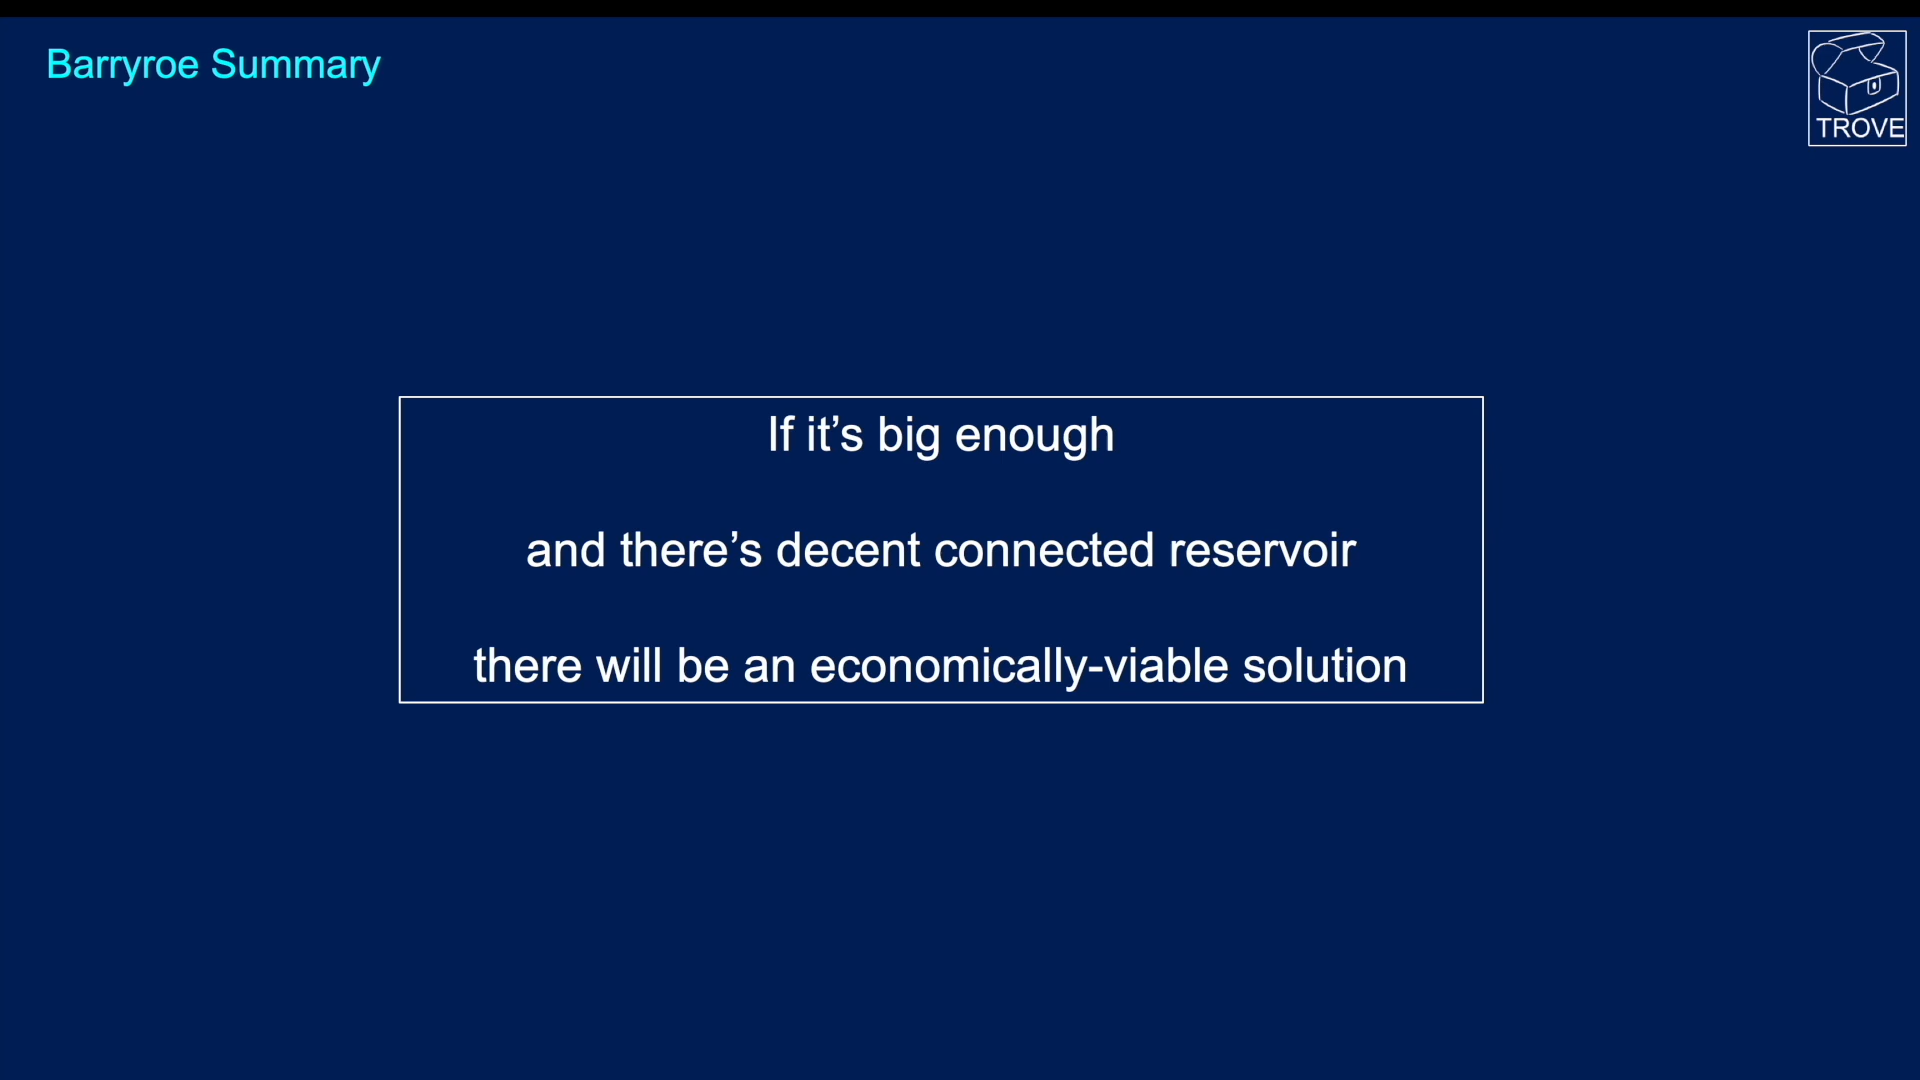 Barryroe Summary
TROVE
If it’s big enough
and there’s decent connected reservoir
there will be an economically-viable solution